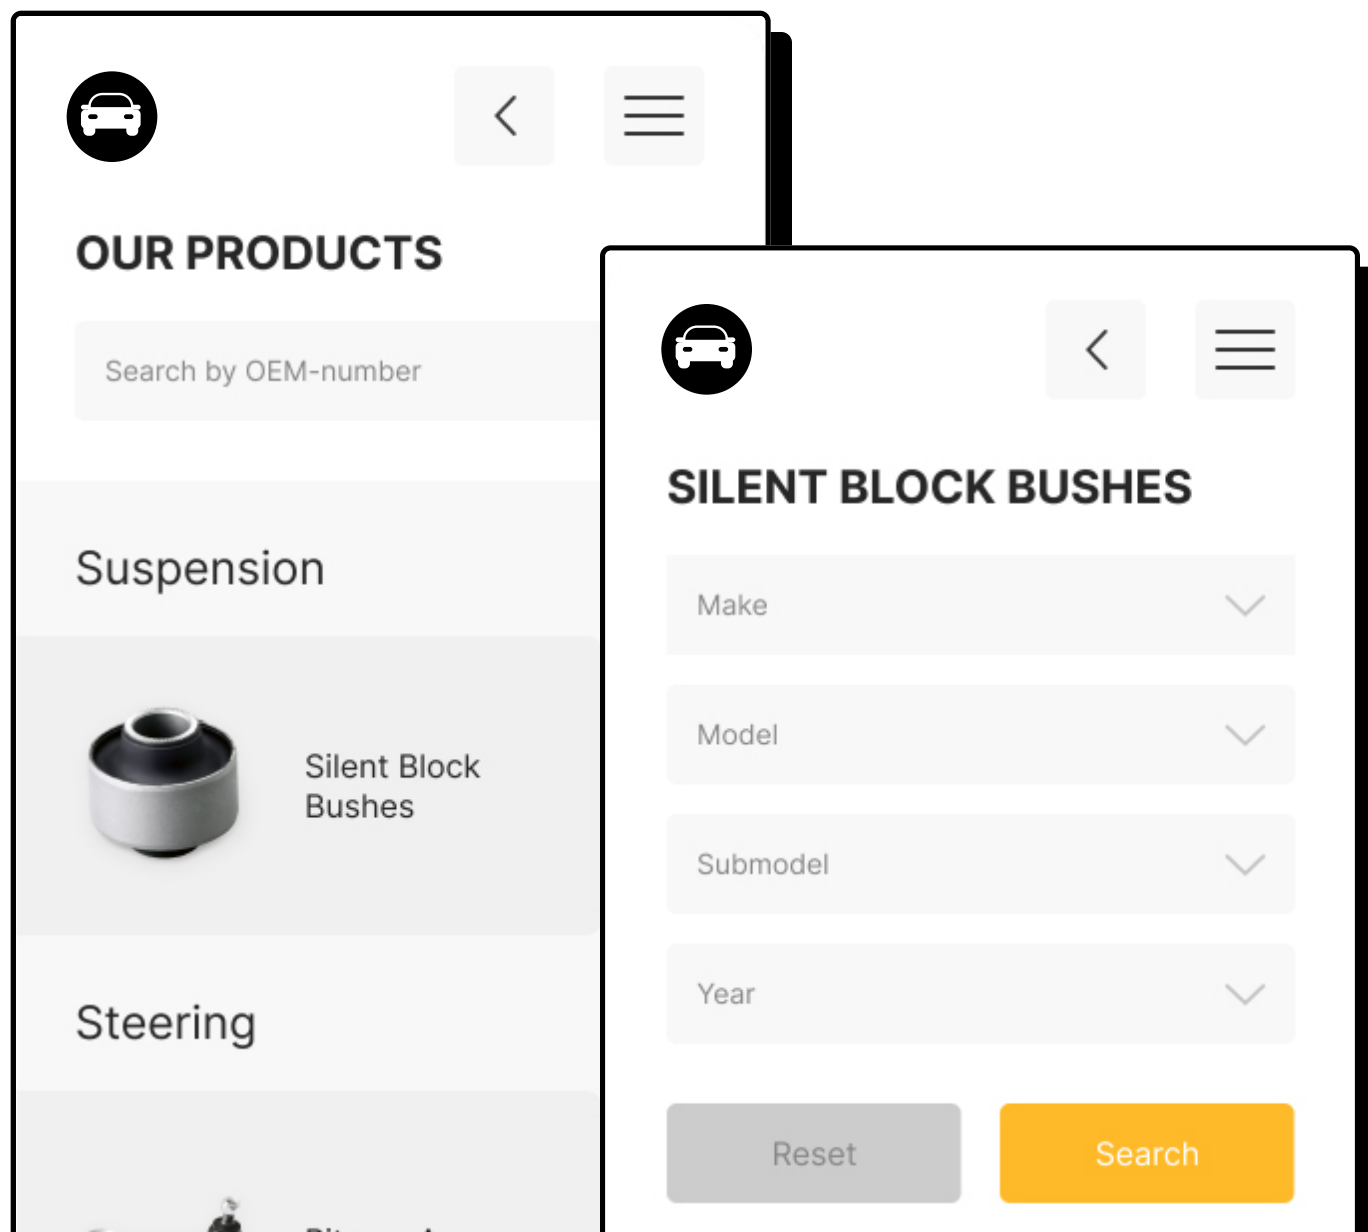 OUR PRODUCTS
Search by OEM-number
Suspension
Silent Block
Bushes
Steering
SILENT BLOCK BUSHES
Make
Model
Submodel
Year
Reset
Search